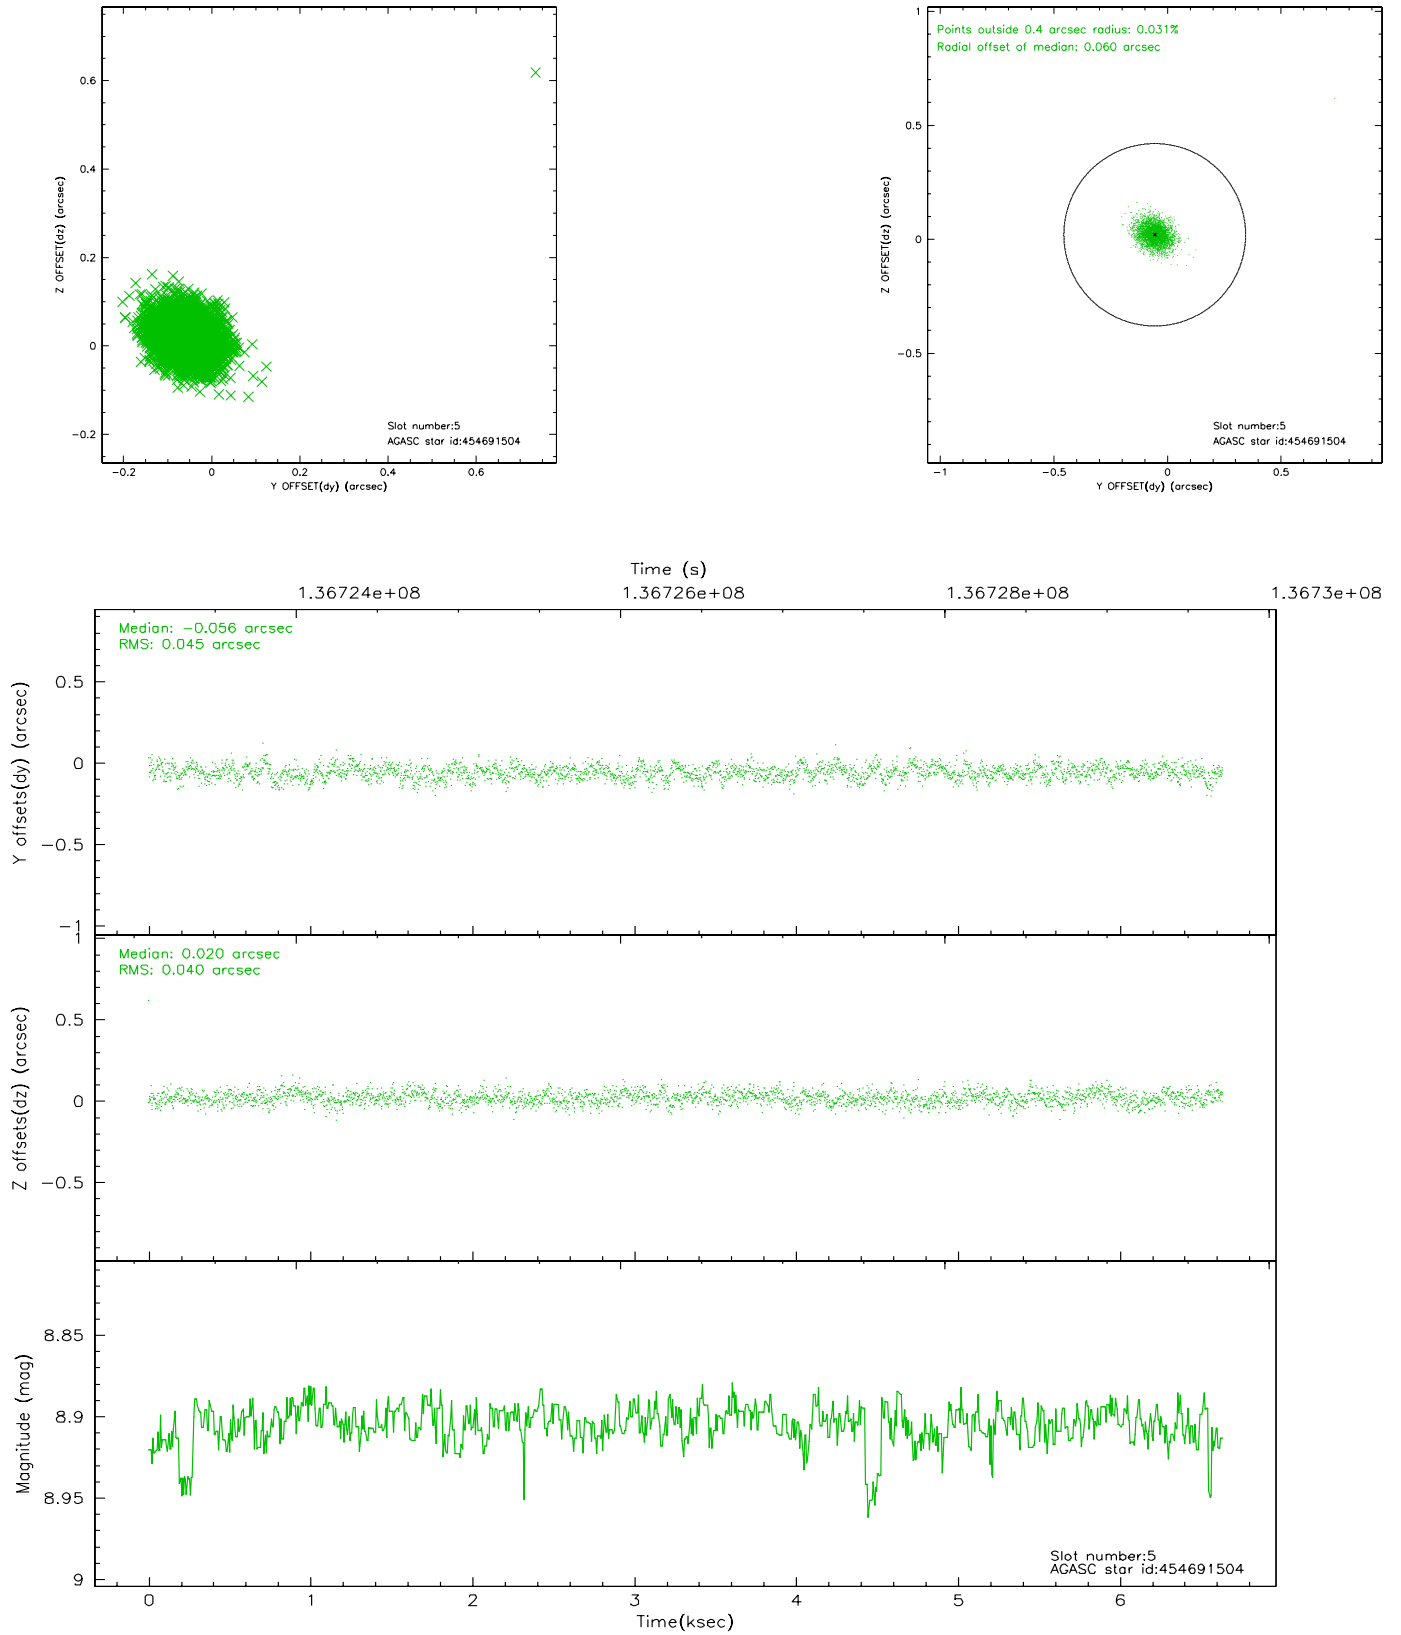 0.6
0.4
0.2
0
−0.2
−0.2
0
0.2
0.4
0.6
Z OFFSET(dz) (arcsec)
Y OFFSET(dy) (arcsec)
Slot number:5
AGASC star id:454691504
Points outside 0.4 arcsec radius: 0.031%
Radial offset of median: 0.060 arcsec
1
0.5
0
−0.5
−1
−0.5
0
0.5
Z OFFSET(dz) (arcsec)
Y OFFSET(dy) (arcsec)
Slot number:5
AGASC star id:454691504
Time (s)
1.36724e+08
1.36726e+08
1.36728e+08
1.3673e+08
Median: −0.056 arcsec
RMS: 0.045 arcsec
0.5
0
−0.5
−1
Y offsets(dy) (arcsec)
Median: 0.020 arcsec
RMS: 0.040 arcsec
1
0.5
0
−0.5
Z offsets(dz) (arcsec)
8.85
8.9
8.95
9
Magnitude (mag)
Slot number:5
AGASC star id:454691504
0
1
2
3
4
5
6
Time(ksec)